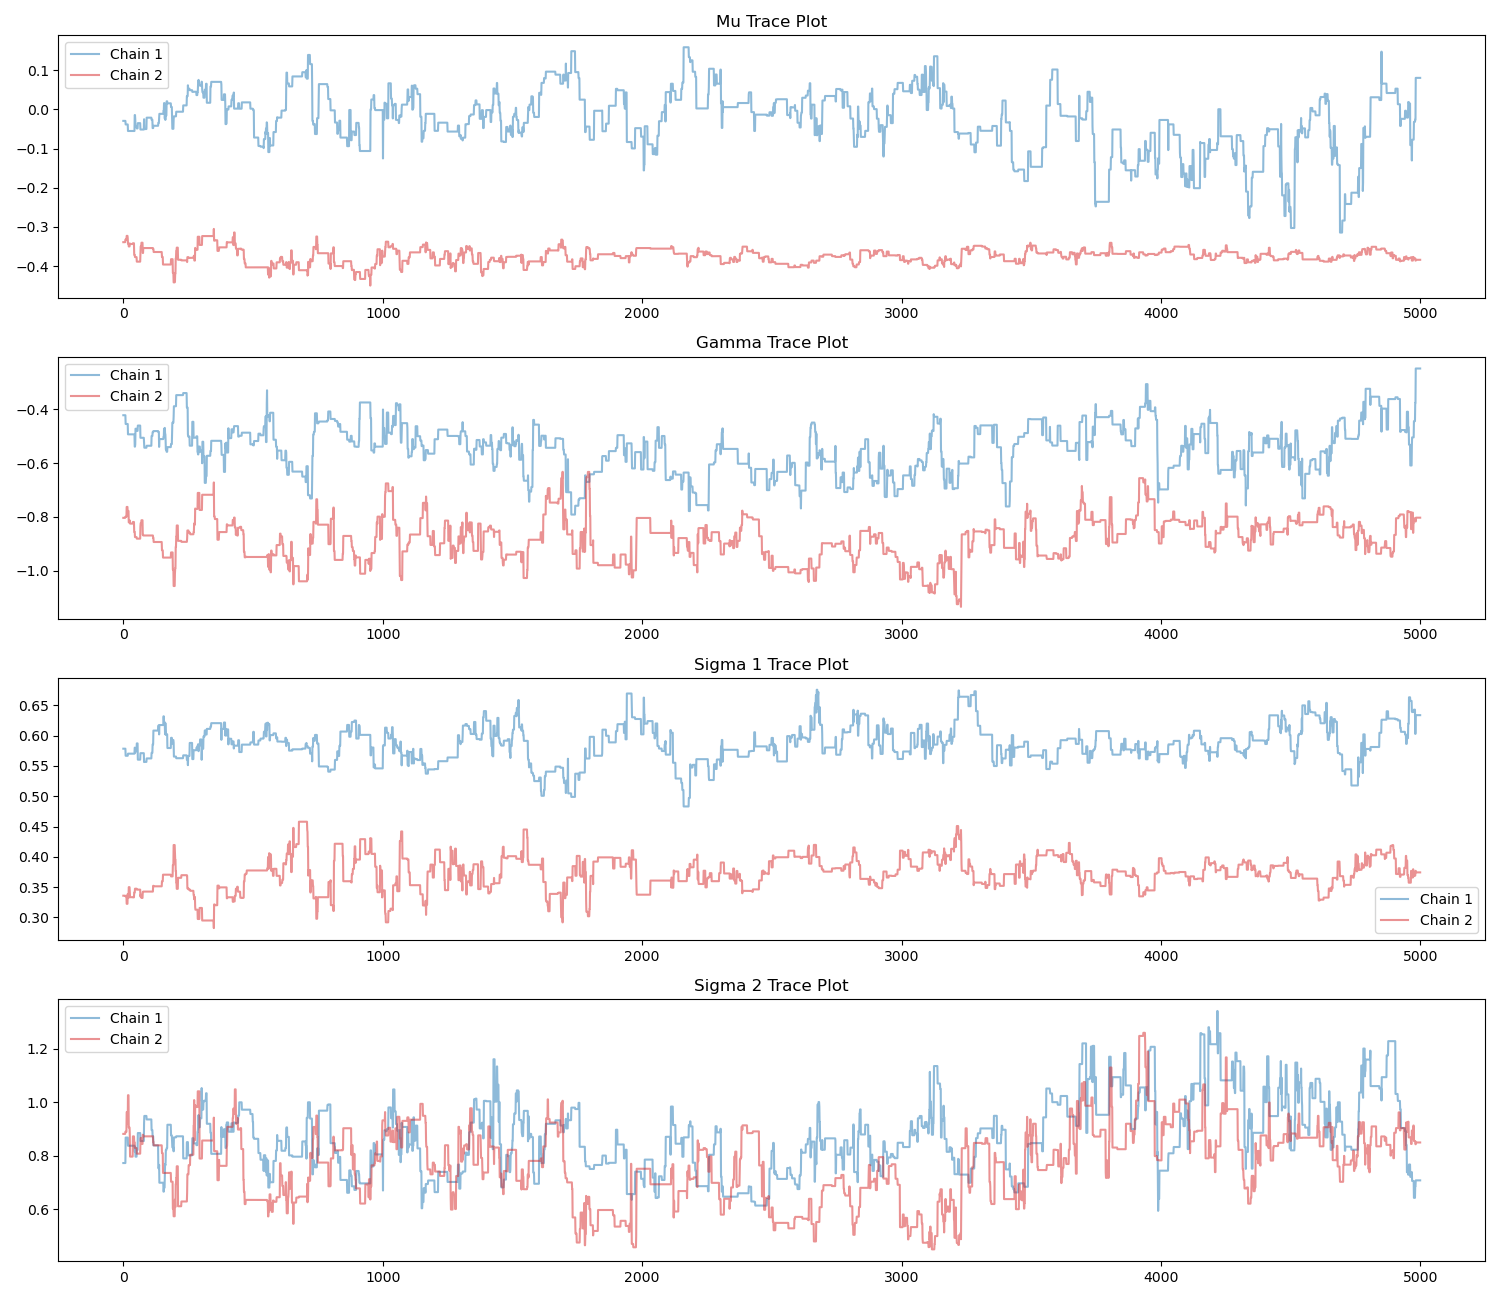 Mu Trace Plot
Chain 1
Chain 2
0.1
0.0
−0.1
−0.2
−0.3
−0.4
0 1000 2000 3000 4000 5000
Gamma Trace Plot
Chain 1
Chain 2
−0.4
−0.6
−0.8
−1.0
0 1000 2000 3000 4000 5000
Sigma 1 Trace Plot
0.65
0.60
0.55
0.50
0.45
0.40
0.35
0.30
Chain 1
Chain 2
0 1000 2000 3000 4000 5000
Sigma 2 Trace Plot
Chain 1
Chain 2
1.2
1.0
0.8
0.6
0 1000 2000 3000 4000 5000